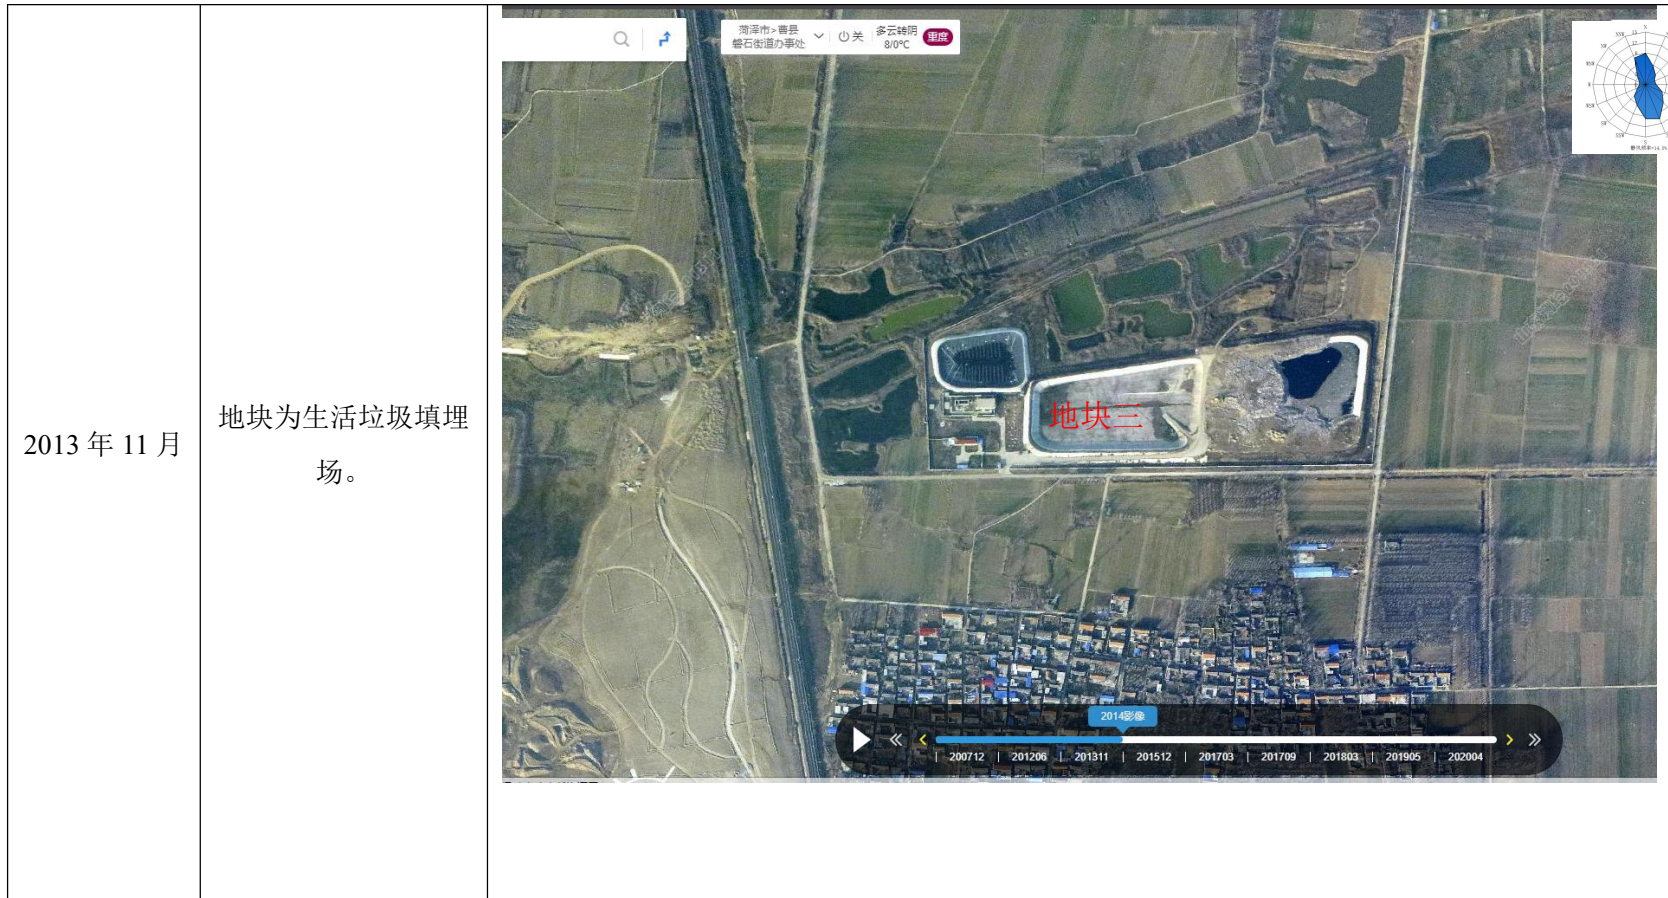 2013 年 11 月
地块为生活垃圾填埋
场。
菏泽市>曹县
磐石街道办事处
关
多云转阴
8/0°C
重度
地块三
2014影像
200712 | 201206 | 201311 | 201512 | 201703 | 201709 | 201803 | 201905 | 202004